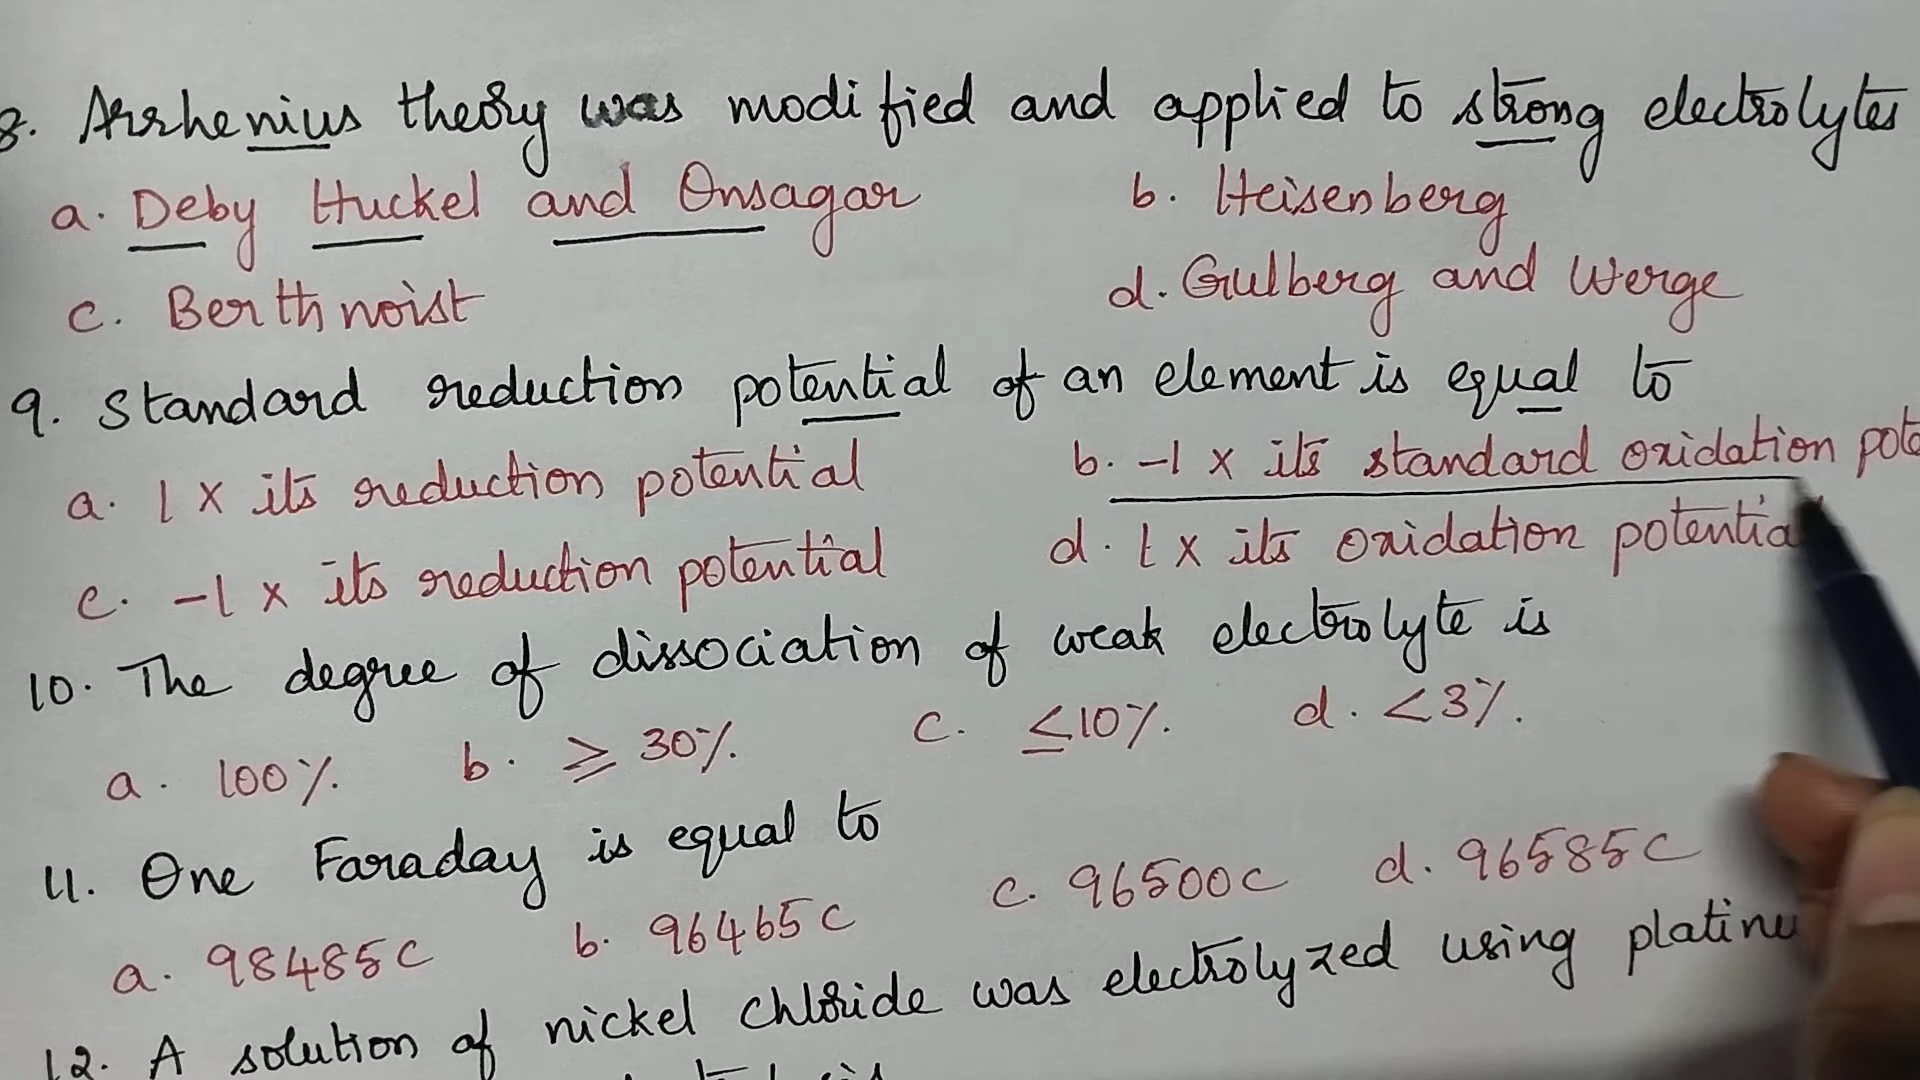 8. Arrhenius theory was modified and applied to strong electrolytes
a. Deby Huckel and Onsagar b. Heisenberg
c. Berthnoist d. Gulberg and Werge
9. Standard reduction potential of an element is equal to
a. 1 X its reduction potential b. -1 x its standard oxidation pote
c. -1 x its reduction potential d. 1 x its oxidation potentia
10. The degree of dissociation of weak electrolyte is
a. 100%. b. ≥ 30%. c. ≤10%. d. <3%.
11. One Faraday is equal to
a. 98485C b. 96465C c. 96500C d. 96585C
12. A solution of nickel chloride was electrolyzed using platinu